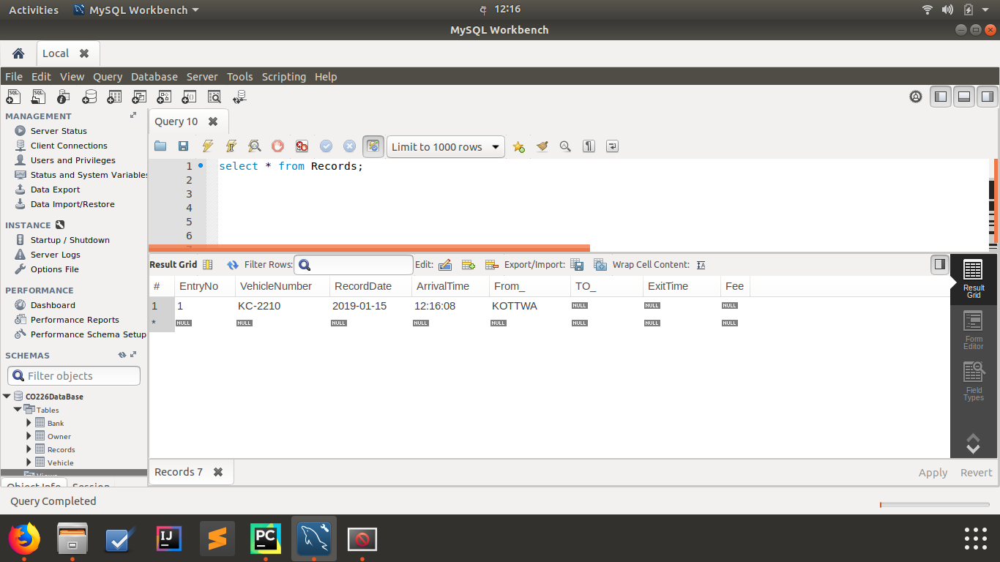 Activities MySQL Workbench 12:16
MySQL Workbench
Local
File Edit View Query Database Server Tools Scripting Help
MANAGEMENT
Server Status
Client Connections
Users and Privileges
Status and System Variables
Data Export
Data Import/Restore
INSTANCE
Startup / Shutdown
Server Logs
Options File
PERFORMANCE
Dashboard
Performance Reports
Performance Schema Setup
SCHEMAS
Filter objects
CO226DataBase
Tables
Bank
Owner
Records
Vehicle
Views
Object Info Session
Query 10
Limit to 1000 rows
1 select * from Records;
2
3
4
5
6
Result Grid Filter Rows: Edit: Export/Import: Wrap Cell Content:
# EntryNo VehicleNumber RecordDate ArrivalTime From_ TO_ ExitTime Fee
1 1 KC-2210 2019-01-15 12:16:08 KOTTWA NULL NULL NULL
* NULL NULL NULL NULL NULL NULL NULL NULL
Result
Grid
Form
Editor
Field
Types
Records 7 Apply Revert
Query Completed
IJ
PC